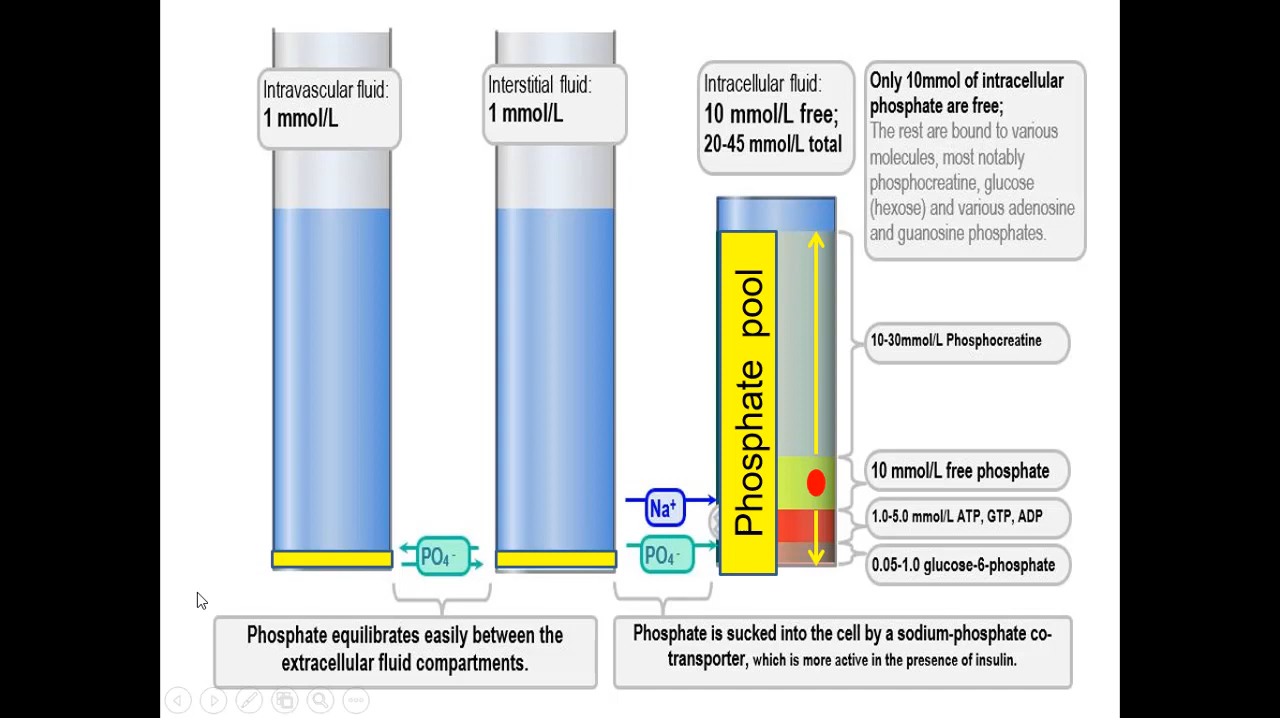 Intravascular fluid:
1 mmol/L
Interstitial fluid:
1 mmol/L
Intracellular fluid:
10 mmol/L free;
20-45 mmol/L total
Only 10mmol of intracellular
phosphate are free;
The rest are bound to various
molecules, most notably
phosphocreatine, glucose
(hexose) and various adenosine
and guanosine phosphates.
Phosphate pool
10-30mmol/L Phosphocreatine
10 mmol/L free phosphate
1.0-5.0 mmol/L ATP, GTP, ADP
0.05-1.0 glucose-6-phosphate
Na⁺
PO₄⁻
PO₄⁻
Phosphate equilibrates easily between the
extracellular fluid compartments.
Phosphate is sucked into the cell by a sodium-phosphate co-
transporter, which is more active in the presence of insulin.